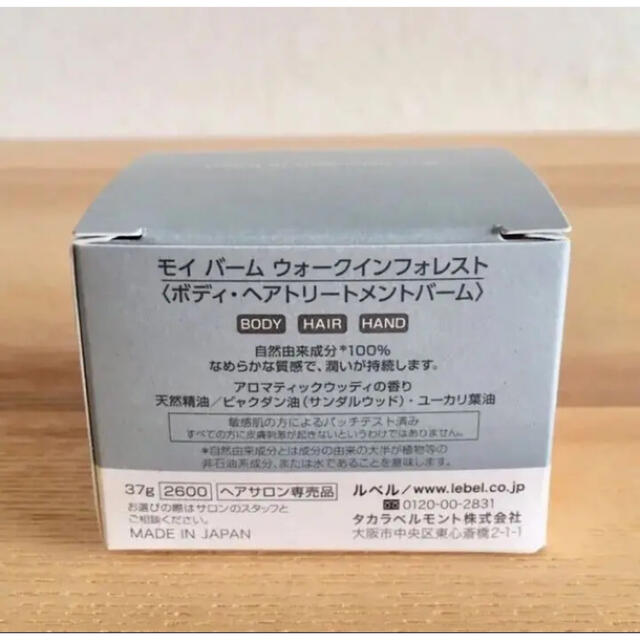 モイ バーム ウォークインフォレスト
〈ボディ・ヘアトリートメントバーム〉
BODY HAIR HAND
自然由来成分*100%
なめらかな質感で、潤いが持続します。
アロマティックウッディの香り
天然精油／ビャクダン油（サンダルウッド）・ユーカリ葉油
敏感肌の方によるパッチテスト済み
すべての方に皮膚刺激が起きないというわけではありません。
*自然由来成分とは成分の由来の大半が植物等の
非石油系成分、または水であることを意味します。
37g 2600 ヘアサロン専売品
お選びの際はサロンのスタッフと
ご相談ください。
MADE IN JAPAN
ルベル／www.lebel.co.jp
0120-00-2831
タカラベルモント株式会社
大阪市中央区東心斎橋2-1-1